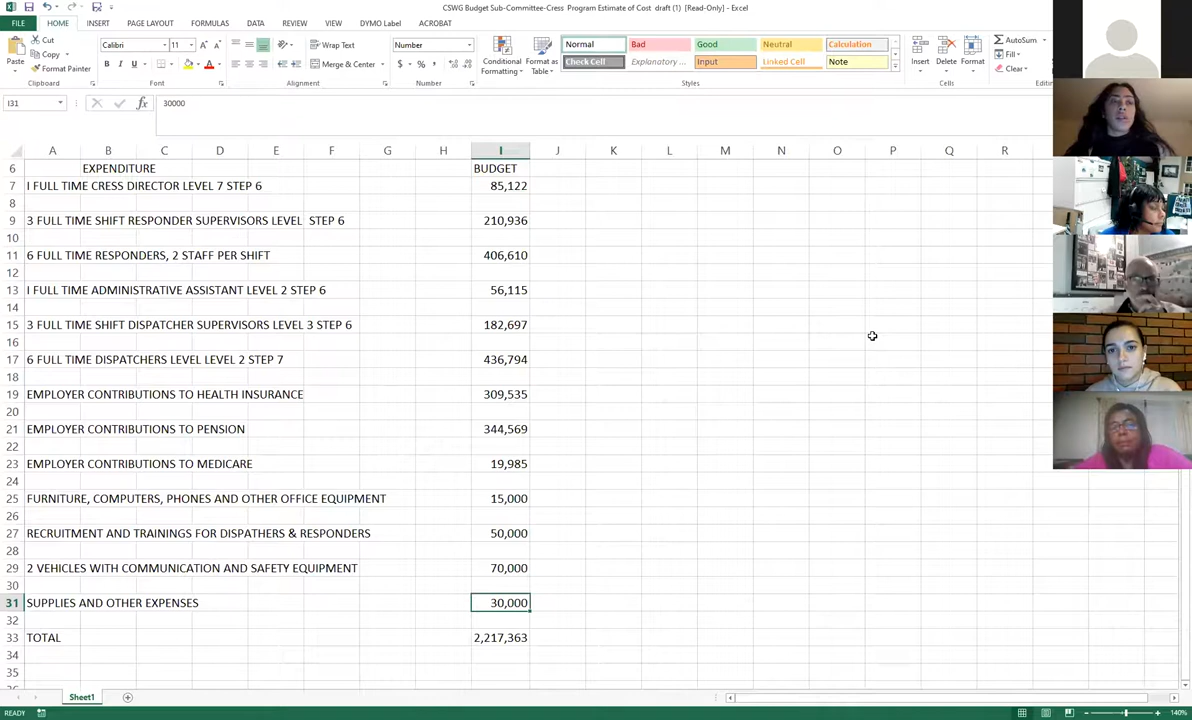 CSWG Budget Sub-Committee-Cress Program Estimate of Cost draft (1) [Read-Only] - Excel
FILE HOME INSERT PAGE LAYOUT FORMULAS DATA REVIEW VIEW DYMO Label ACROBAT
Paste
Cut
Copy
Format Painter
Clipboard
Calibri 11
B I U
Font
Wrap Text
Merge & Center
Alignment
Number
$ % ,
Number
Conditional Formatting
Format as Table
Normal Bad Good Neutral Calculation
Check Cell Explanatory ... Input Linked Cell Note
Styles
Insert Delete Format
Cells
AutoSum
Fill
Clear
I31 fx 30000
A B C D E F G H I J K L M N O P Q R
6 EXPENDITURE BUDGET
7 I FULL TIME CRESS DIRECTOR LEVEL 7 STEP 6 85,122
8
9 3 FULL TIME SHIFT RESPONDER SUPERVISORS LEVEL STEP 6 210,936
10
11 6 FULL TIME RESPONDERS, 2 STAFF PER SHIFT 406,610
12
13 I FULL TIME ADMINISTRATIVE ASSISTANT LEVEL 2 STEP 6 56,115
14
15 3 FULL TIME SHIFT DISPATCHER SUPERVISORS LEVEL 3 STEP 6 182,697
16
17 6 FULL TIME DISPATCHERS LEVEL LEVEL 2 STEP 7 436,794
18
19 EMPLOYER CONTRIBUTIONS TO HEALTH INSURANCE 309,535
20
21 EMPLOYER CONTRIBUTIONS TO PENSION 344,569
22
23 EMPLOYER CONTRIBUTIONS TO MEDICARE 19,985
24
25 FURNITURE, COMPUTERS, PHONES AND OTHER OFFICE EQUIPMENT 15,000
26
27 RECRUITMENT AND TRAININGS FOR DISPATHERS & RESPONDERS 50,000
28
29 2 VEHICLES WITH COMMUNICATION AND SAFETY EQUIPMENT 70,000
30
31 SUPPLIES AND OTHER EXPENSES 30,000
32
33 TOTAL 2,217,363
34
35
Sheet1
READY 140%